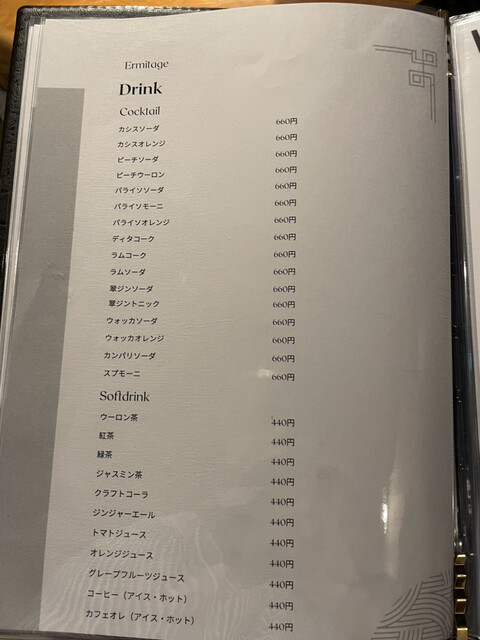 Ermitage
Drink
Cocktail
カシスソーダ 660円
カシスオレンジ 660円
ピーチソーダ 660円
ピーチウーロン 660円
パライソソーダ 660円
パライソモーニ 660円
パライソオレンジ 660円
ディタコーク 660円
ラムコーク 660円
ラムソーダ 660円
翠ジンソーダ 660円
翠ジントニック 660円
ウォッカソーダ 660円
ウォッカオレンジ 660円
カンパリソーダ 660円
スプモーニ 660円
Softdrink
ウーロン茶 440円
紅茶 440円
緑茶 440円
ジャスミン茶 440円
クラフトコーラ 440円
ジンジャーエール 440円
トマトジュース 440円
オレンジジュース 440円
グレープフルーツジュース 440円
コーヒー（アイス・ホット） 440円
カフェオレ（アイス・ホット） 440円